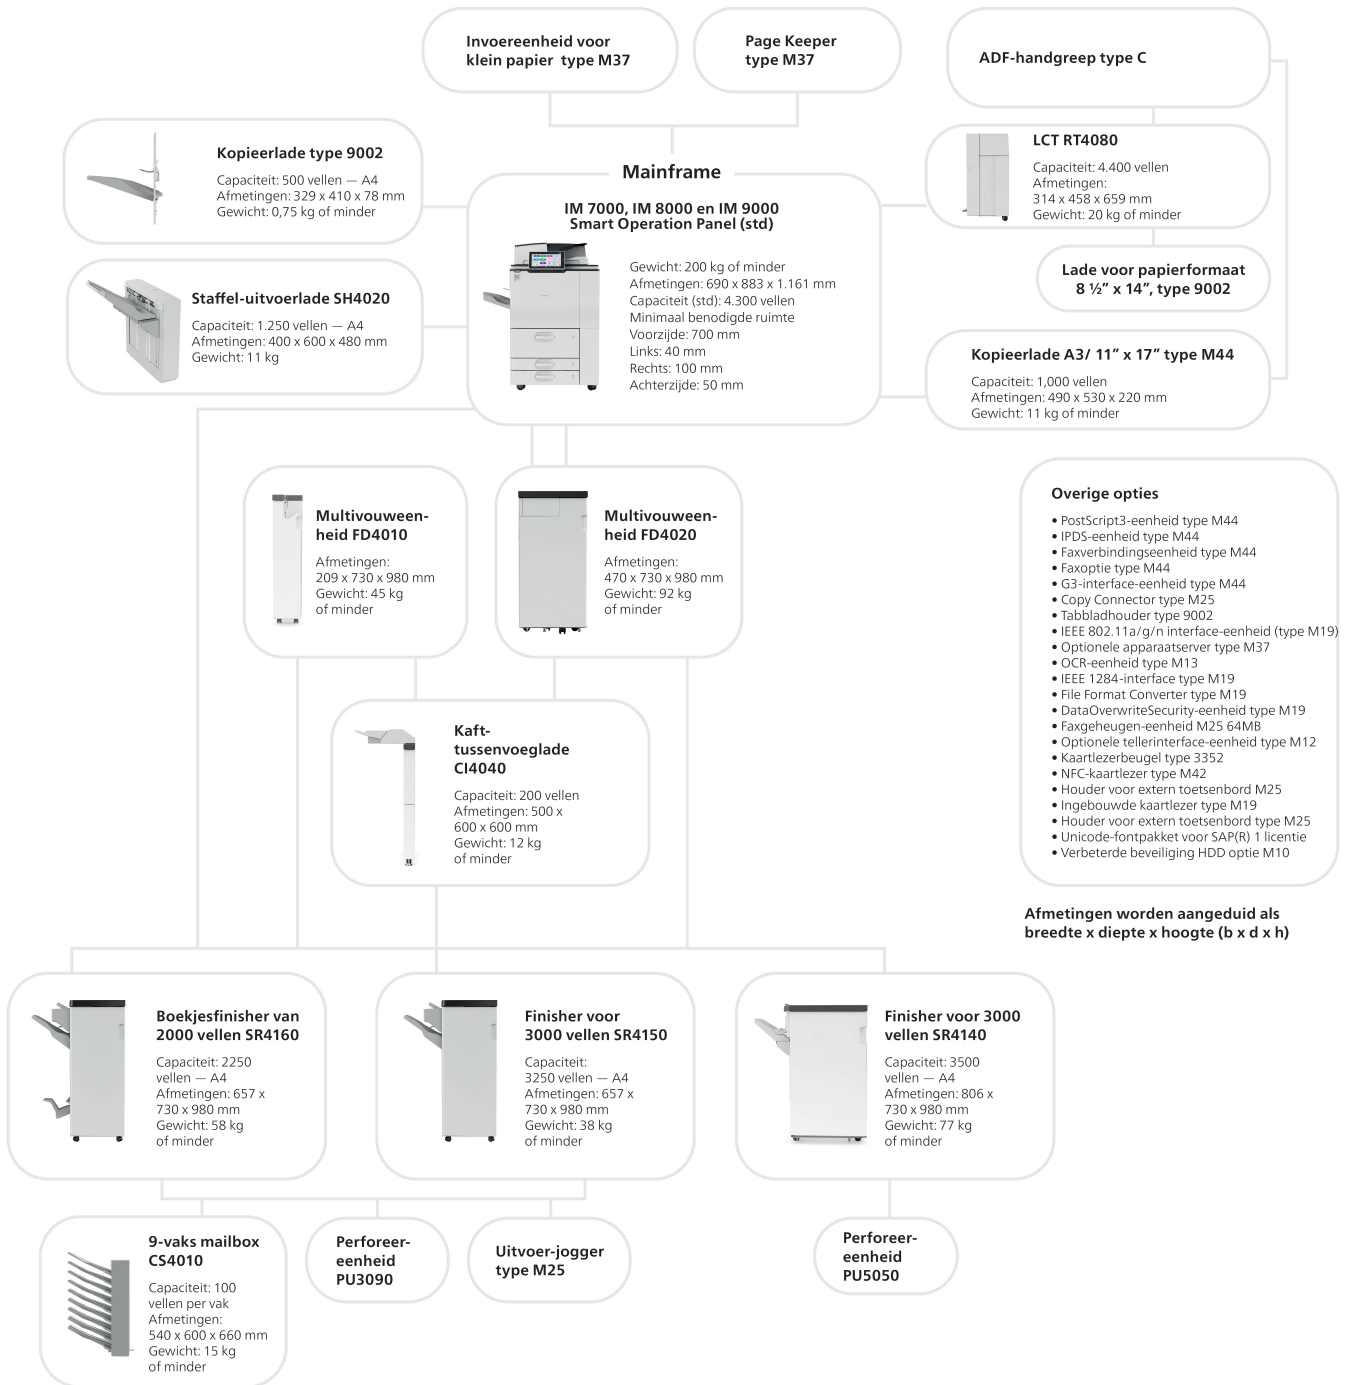 Invoereenheid voor
klein papier type M37
Page Keeper
type M37
ADF-handgreep type C
Kopieerlade type 9002
Capaciteit: 500 vellen — A4
Afmetingen: 329 x 410 x 78 mm
Gewicht: 0,75 kg of minder
LCT RT4080
Capaciteit: 4.400 vellen
Afmetingen:
314 x 458 x 659 mm
Gewicht: 20 kg of minder
Mainframe
IM 7000, IM 8000 en IM 9000
Smart Operation Panel (std)
Gewicht: 200 kg of minder
Afmetingen: 690 x 883 x 1.161 mm
Capaciteit (std): 4.300 vellen
Minimaal benodigde ruimte
Voorzijde: 700 mm
Links: 40 mm
Rechts: 100 mm
Achterzijde: 50 mm
Staffel-uitvoerlade SH4020
Capaciteit: 1.250 vellen — A4
Afmetingen: 400 x 600 x 480 mm
Gewicht: 11 kg
Lade voor papierformaat
8 ½” x 14”, type 9002
Kopieerlade A3/ 11” x 17” type M44
Capaciteit: 1,000 vellen
Afmetingen: 490 x 530 x 220 mm
Gewicht: 11 kg of minder
Multivouween-
heid FD4010
Afmetingen:
209 x 730 x 980 mm
Gewicht: 45 kg
of minder
Multivouween-
heid FD4020
Afmetingen:
470 x 730 x 980 mm
Gewicht: 92 kg
of minder
Overige opties
• PostScript3-eenheid type M44
• IPDS-eenheid type M44
• Faxverbindingseenheid type M44
• Faxoptie type M44
• G3-interface-eenheid type M44
• Copy Connector type M25
• Tabbladhouder type 9002
• IEEE 802.11a/g/n interface-eenheid (type M19)
• Optionele apparaatserver type M37
• OCR-eenheid type M13
• IEEE 1284-interface type M19
• File Format Converter type M19
• DataOverwriteSecurity-eenheid type M19
• Faxgeheugen-eenheid M25 64MB
• Optionele tellerinterface-eenheid type M12
• Kaartlezerbeugel type 3352
• NFC-kaartlezer type M42
• Houder voor extern toetsenbord M25
• Ingebouwde kaartlezer type M19
• Houder voor extern toetsenbord type M25
• Unicode-fontpakket voor SAP(R) 1 licentie
• Verbeterde beveiliging HDD optie M10
Kaft-
tussenvoeglade
CI4040
Capaciteit: 200 vellen
Afmetingen: 500 x
600 x 600 mm
Gewicht: 12 kg
of minder
Afmetingen worden aangeduid als
breedte x diepte x hoogte (b x d x h)
Boekjesfinisher van
2000 vellen SR4160
Capaciteit: 2250
vellen — A4
Afmetingen: 657 x
730 x 980 mm
Gewicht: 58 kg
of minder
Finisher voor
3000 vellen SR4150
Capaciteit:
3250 vellen — A4
Afmetingen: 657 x
730 x 980 mm
Gewicht: 38 kg
of minder
Finisher voor 3000
vellen SR4140
Capaciteit: 3500
vellen — A4
Afmetingen: 806 x
730 x 980 mm
Gewicht: 77 kg
of minder
9-vaks mailbox
CS4010
Capaciteit: 100
vellen per vak
Afmetingen:
540 x 600 x 660 mm
Gewicht: 15 kg
of minder
Perforeer-
eenheid
PU3090
Uitvoer-jogger
type M25
Perforeer-
eenheid
PU5050